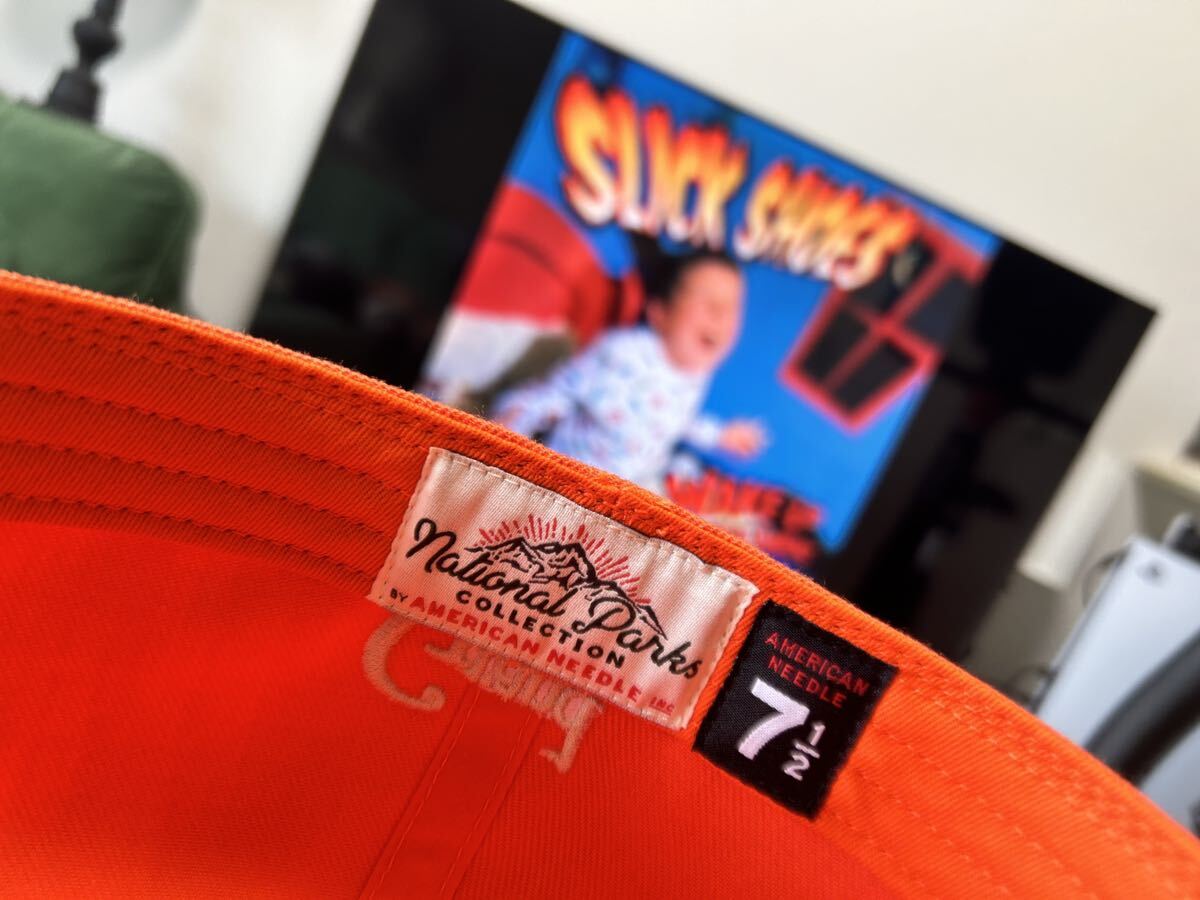 SLICK SHOES
National Parks
COLLECTION
BY AMERICAN NEEDLE INC
AMERICAN
NEEDLE
7 1/2